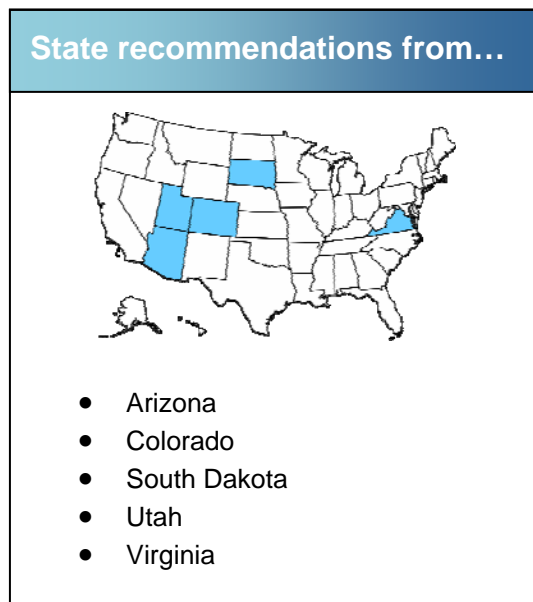 State recommendations from…
• Arizona
• Colorado
• South Dakota
• Utah
• Virginia